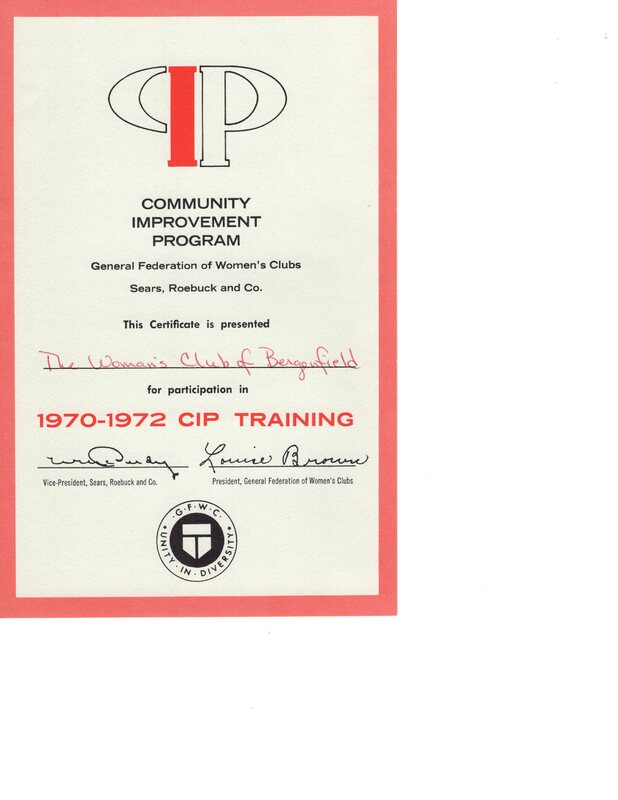 CIP
COMMUNITY
IMPROVEMENT
PROGRAM
General Federation of Women's Clubs
Sears, Roebuck and Co.
This Certificate is presented
The Woman's Club of Bergenfield
for participation in
1970-1972 CIP TRAINING
Louise Brown
Vice-President, Sears, Roebuck and Co.
President, General Federation of Women's Clubs
· G · F · W · C ·
UNITY · IN · DIVERSITY